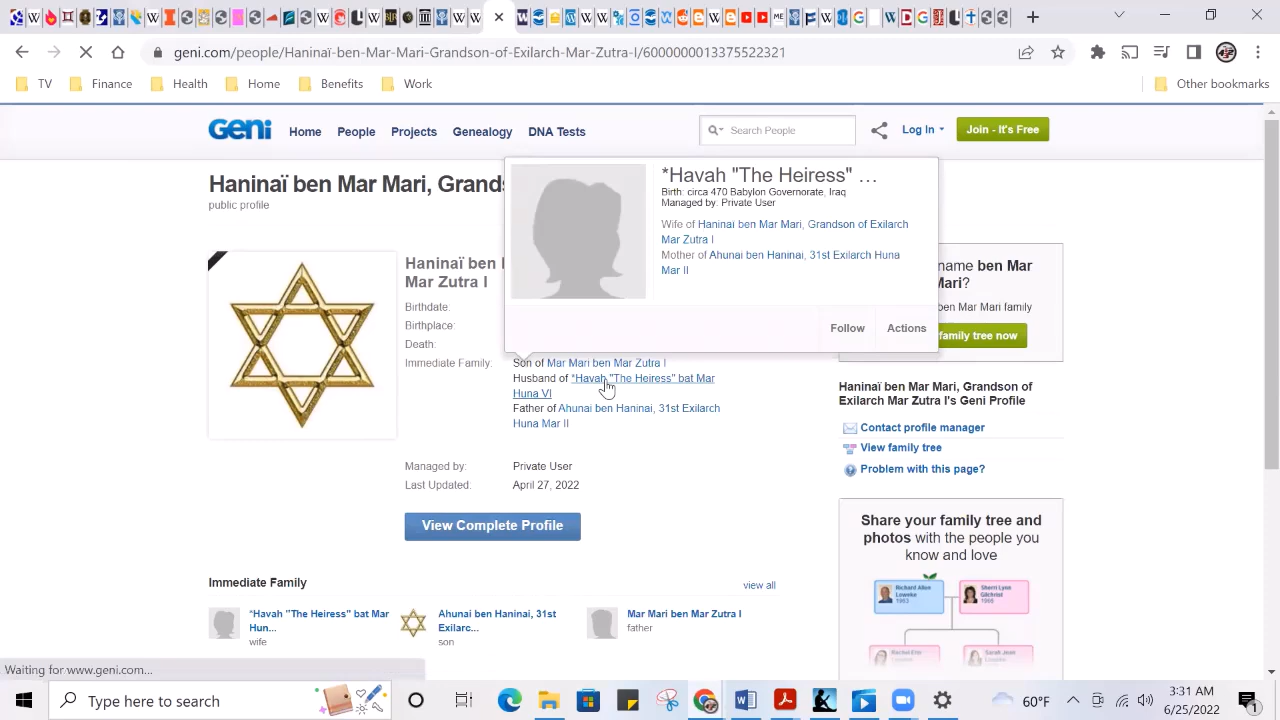 geni.com/people/Haninaï-ben-Mar-Mari-Grandson-of-Exilarch-Mar-Zutra-I/6000000013375522321
TV Finance Health Home Benefits Work Other bookmarks
Geni Home People Projects Genealogy DNA Tests Search People Log In Join - It's Free
Haninaï ben Mar Mari, Grands
public profile
*Havah "The Heiress" …
Birth: circa 470 Babylon Governorate, Iraq
Managed by: Private User
Wife of Haninaï ben Mar Mari, Grandson of Exilarch
Mar Zutra I
Mother of Ahunai ben Haninai, 31st Exilarch Huna
Mar II
Follow Actions
Haninaï ben
Mar Zutra I
Birthdate:
Birthplace:
Death:
Immediate Family: Son of Mar Mari ben Mar Zutra I
Husband of *Havah "The Heiress" bat Mar
Huna VI
Father of Ahunai ben Haninai, 31st Exilarch
Huna Mar II
Managed by: Private User
Last Updated: April 27, 2022
View Complete Profile
Immediate Family view all
*Havah "The Heiress" bat Mar
Hun...
wife
Ahunai ben Haninai, 31st
Exilarc...
son
Mar Mari ben Mar Zutra I
father
name ben Mar
Mari?
ben Mar Mari family
family tree now
Haninaï ben Mar Mari, Grandson of
Exilarch Mar Zutra I's Geni Profile
Contact profile manager
View family tree
Problem with this page?
Share your family tree and
photos with the people you
know and love
Waiting for www.geni.com...
Type here to search
60°F
3:31 AM
6/25/2022